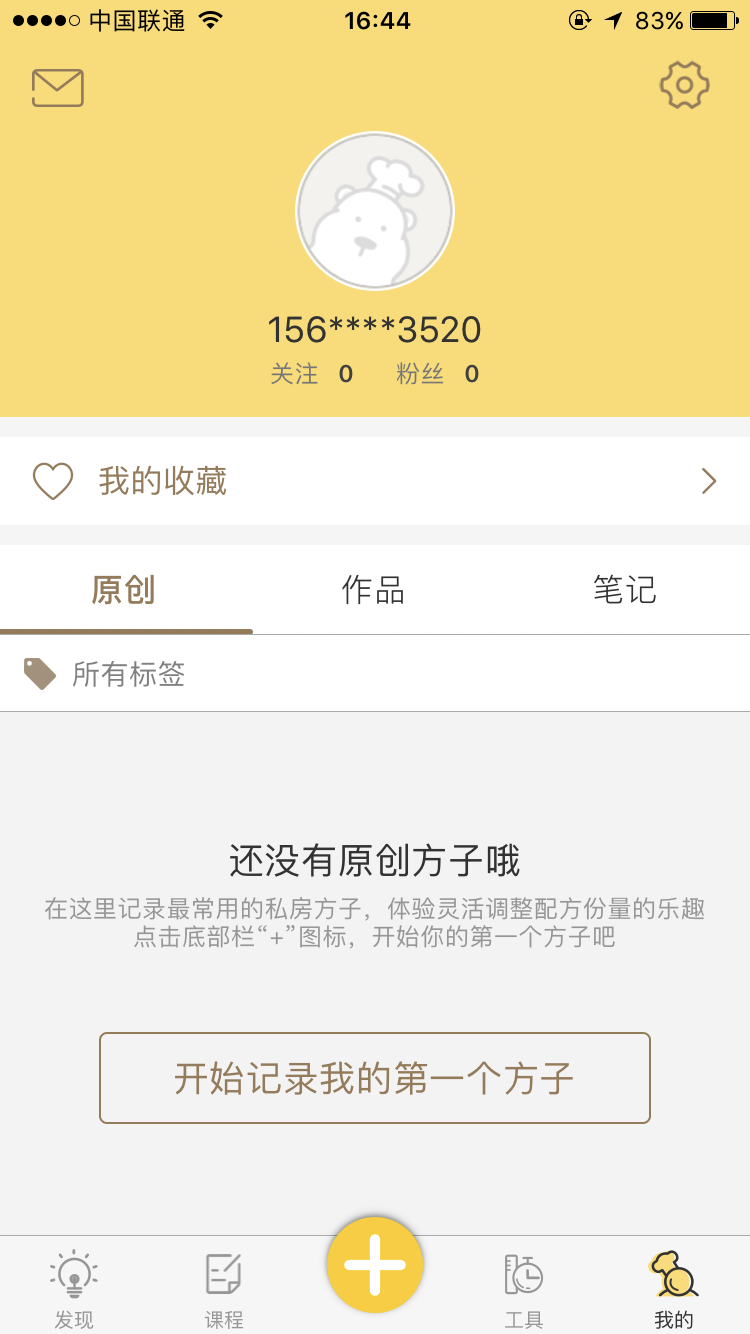 中国联通 16:44 83%
156****3520
关注 0 粉丝 0
我的收藏
原创 作品 笔记
所有标签
还没有原创方子哦
在这里记录最常用的私房方子，体验灵活调整配方份量的乐趣
点击底部栏“+”图标，开始你的第一个方子吧
开始记录我的第一个方子
发现 课程 工具 我的